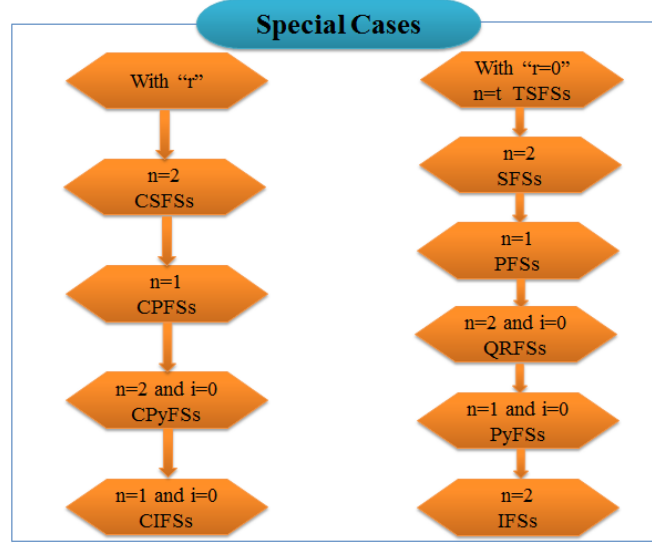 Special Cases
With “r”
n=2
CSFSs
n=1
CPFSs
n=2 and i=0
CPyFSs
n=1 and i=0
CIFSs
With “r=0”
n=t TSFSs
n=2
SFSs
n=1
PFSs
n=2 and i=0
QRFSs
n=1 and i=0
PyFSs
n=2
IFSs